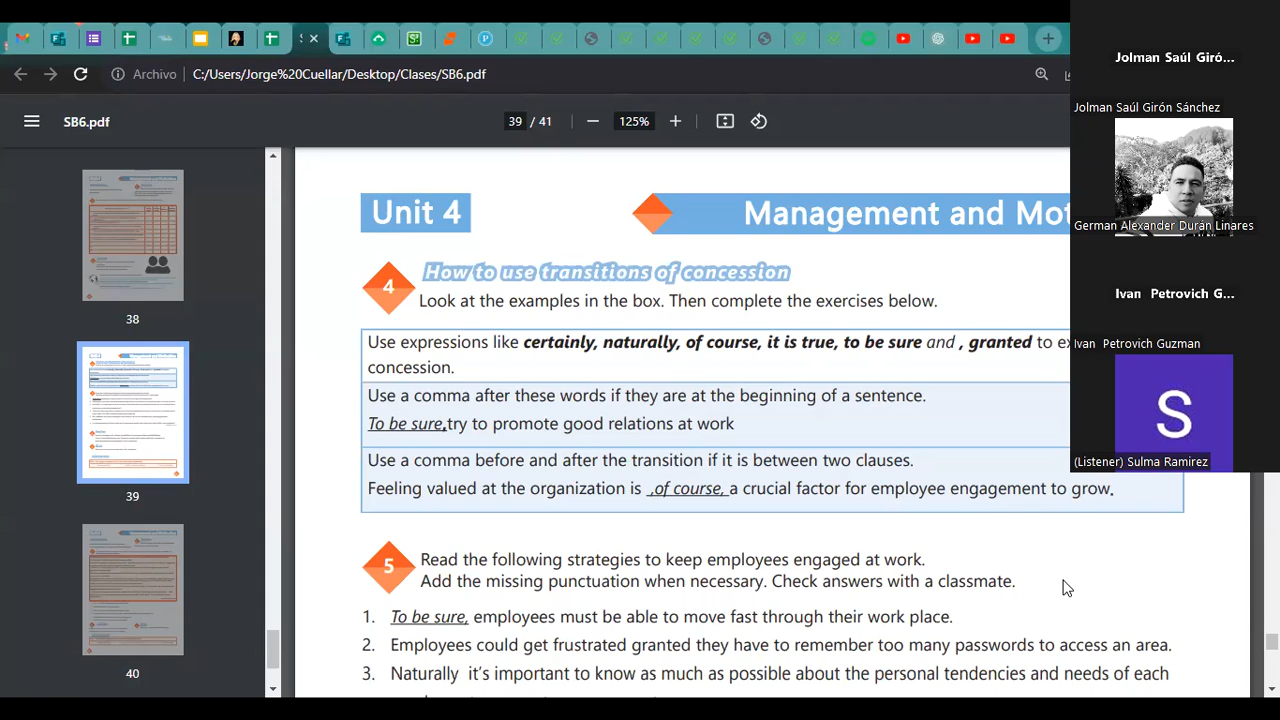 Archivo
C:/Users/Jorge%20Cuellar/Desktop/Clases/SB6.pdf
SB6.pdf
39 / 41
125%
38
39
40
Unit 4
Management and Mot
4
How to use transitions of concession
Look at the examples in the box. Then complete the exercises below.
Use expressions like certainly, naturally, of course, it is true, to be sure and , granted to ex
concession.
Use a comma after these words if they are at the beginning of a sentence.
To be sure,try to promote good relations at work
Use a comma before and after the transition if it is between two clauses.
Feeling valued at the organization is ,of course, a crucial factor for employee engagement to grow.
5
Read the following strategies to keep employees engaged at work.
Add the missing punctuation when necessary. Check answers with a classmate.
1. To be sure, employees must be able to move fast through their work place.
2. Employees could get frustrated granted they have to remember too many passwords to access an area.
3. Naturally it's important to know as much as possible about the personal tendencies and needs of each
Jolman Saúl Giró...
Jolman Saúl Girón Sánchez
German Alexander Durán Linares
Ivan Petrovich G...
Ivan Petrovich Guzman
S
(Listener) Sulma Ramirez